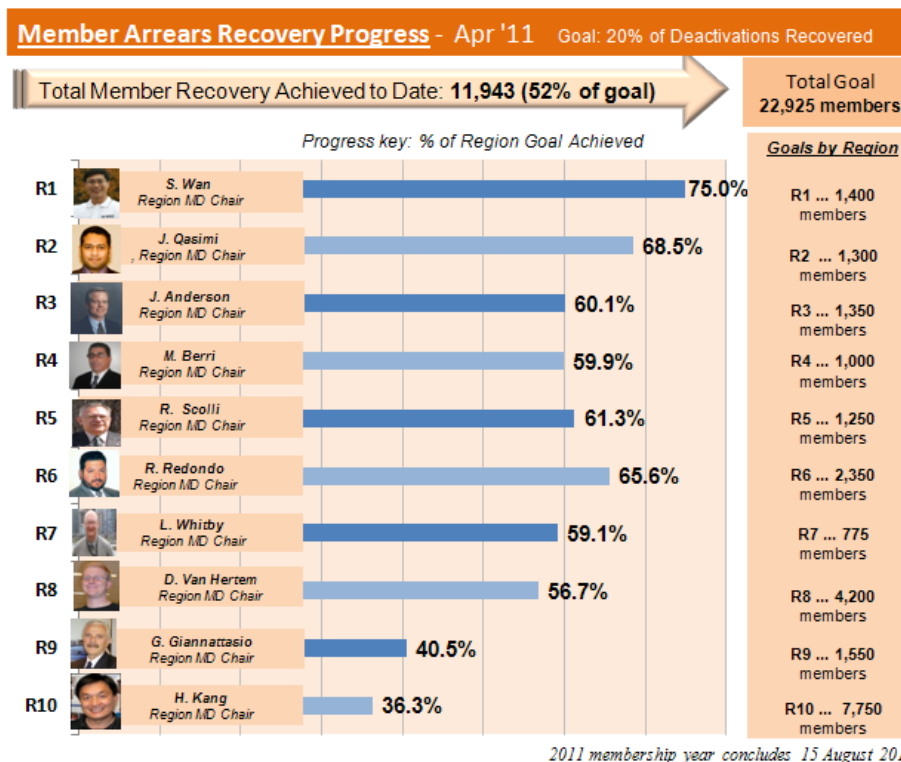 Member Arrears Recovery Progress - Apr '11 Goal: 20% of Deactivations Recovered
Total Member Recovery Achieved to Date: 11,943 (52% of goal)
Total Goal
22,925 members
Progress key: % of Region Goal Achieved
Goals by Region
R1
S. Wan
Region MD Chair
75.0%
R1 ... 1,400
members
R2
J. Qasimi
, Region MD Chair
68.5%
R2 ... 1,300
members
R3
J. Anderson
Region MD Chair
60.1%
R3 ... 1,350
members
R4
M. Berri
Region MD Chair
59.9%
R4 ... 1,000
members
R5
R. Scolli
Region MD Chair
61.3%
R5 ... 1,250
members
R6
R. Redondo
Region MD Chair
65.6%
R6 ... 2,350
members
R7
L. Whitby
Region MD Chair
59.1%
R7 ... 775
members
R8
D. Van Hertem
Region MD Chair
56.7%
R8 ... 4,200
members
R9
G. Giannattasio
Region MD Chair
40.5%
R9 ... 1,550
members
R10
H. Kang
Region MD Chair
36.3%
R10 ... 7,750
members
2011 membership year concludes 15 August 201